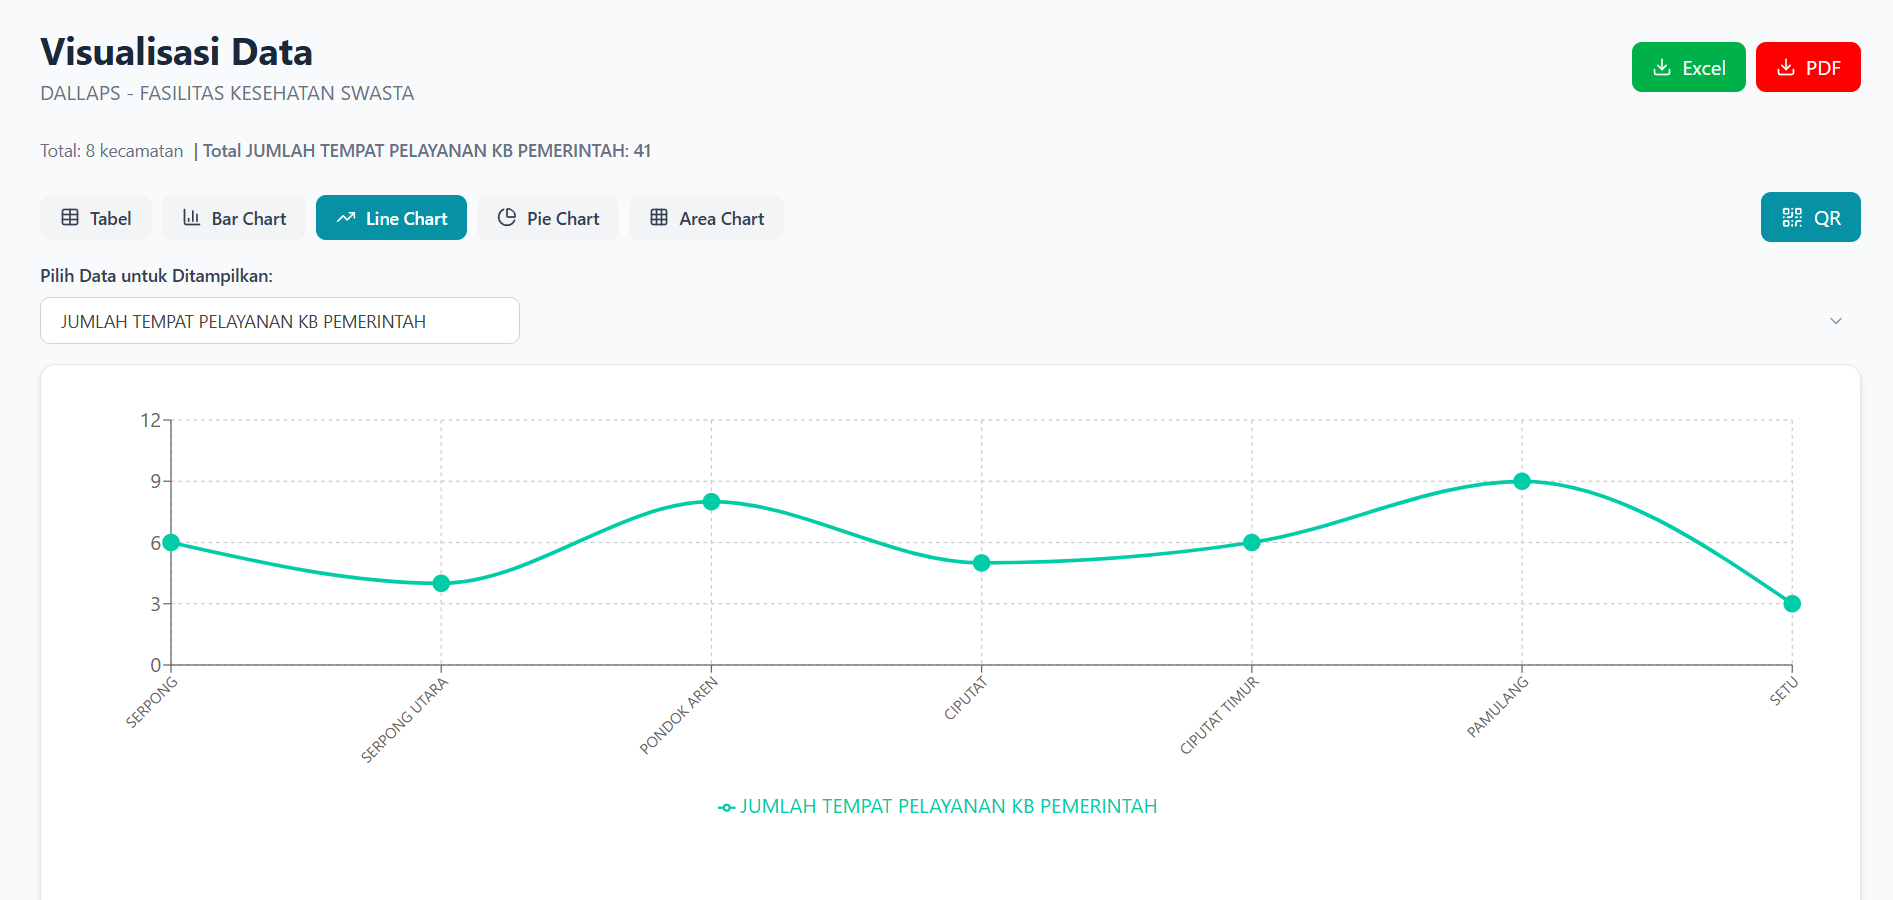 Visualisasi Data
DALLAPS - FASILITAS KESEHATAN SWASTA
Excel
PDF
Total: 8 kecamatan | Total JUMLAH TEMPAT PELAYANAN KB PEMERINTAH: 41
Tabel
Bar Chart
Line Chart
Pie Chart
Area Chart
QR
Pilih Data untuk Ditampilkan:
JUMLAH TEMPAT PELAYANAN KB PEMERINTAH
12
9
6
3
0
SERPONG
SERPONG UTARA
PONDOK AREN
CIPUTAT
CIPUTAT TIMUR
PAMULANG
SETU
JUMLAH TEMPAT PELAYANAN KB PEMERINTAH